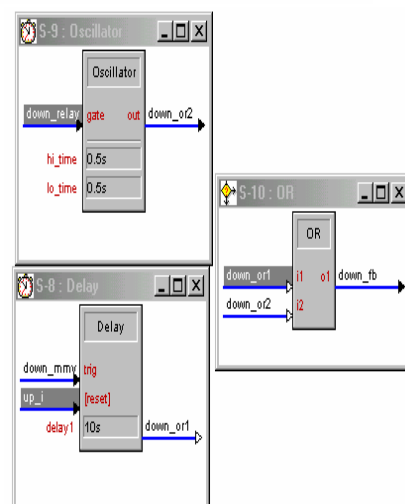 S-9 : Oscillator
Oscillator
down_relay gate out down_or2
hi_time 0.5s
lo_time 0.5s
S-10 : OR
OR
down_or1 i1 o1 down_fb
down_or2 i2
S-8 : Delay
Delay
down_mmv trig
up_i [reset]
delay1 10s down_or1